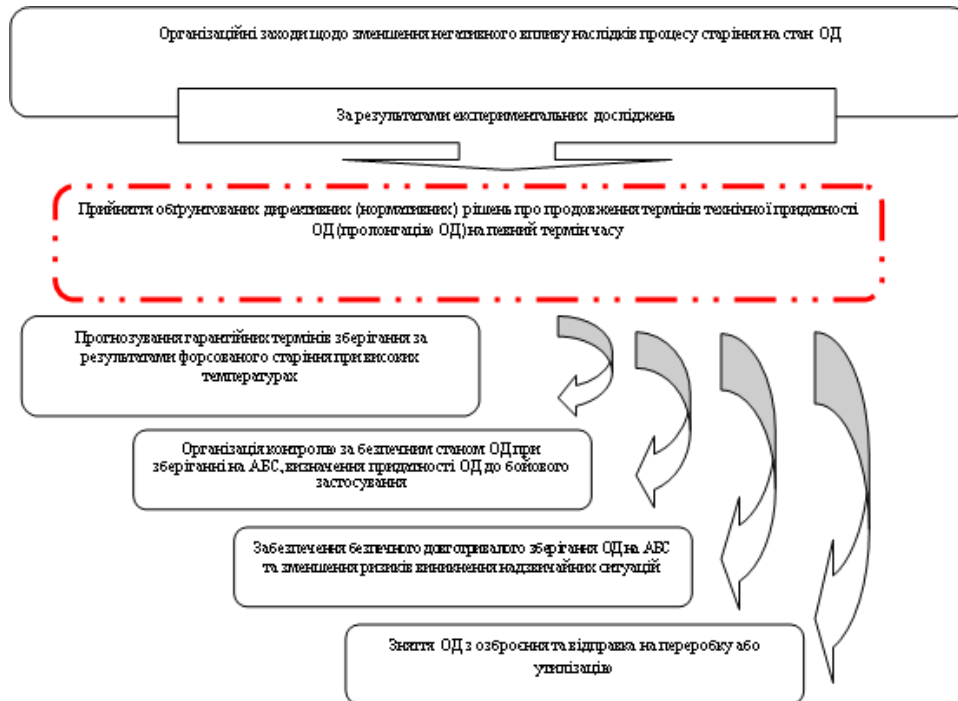 Організаційні заходи щодо зменшення негативного впливу наслідків процесу старіння на стан ОД
За результатами експериментальних досліджень
Прийняття обґрунтованих директивних (нормативних) рішень про продовження термінів технічної придатності
ОД (пролонгацію ОД) на певний термін часу
Прогнозування гарантійних термінів зберігання за
результатами форсованого старіння при високих
температурах
Організація контролю за безпечним станом ОД при
зберіганні на АБС, визначення придатності ОД до бойового
застосування
Забезпечення безпечного довготривалого зберігання ОД на АБС
та зменшення ризиків виникнення надзвичайних ситуацій
Зняття ОД з озброєння та відправка на переробку або
утилізацію